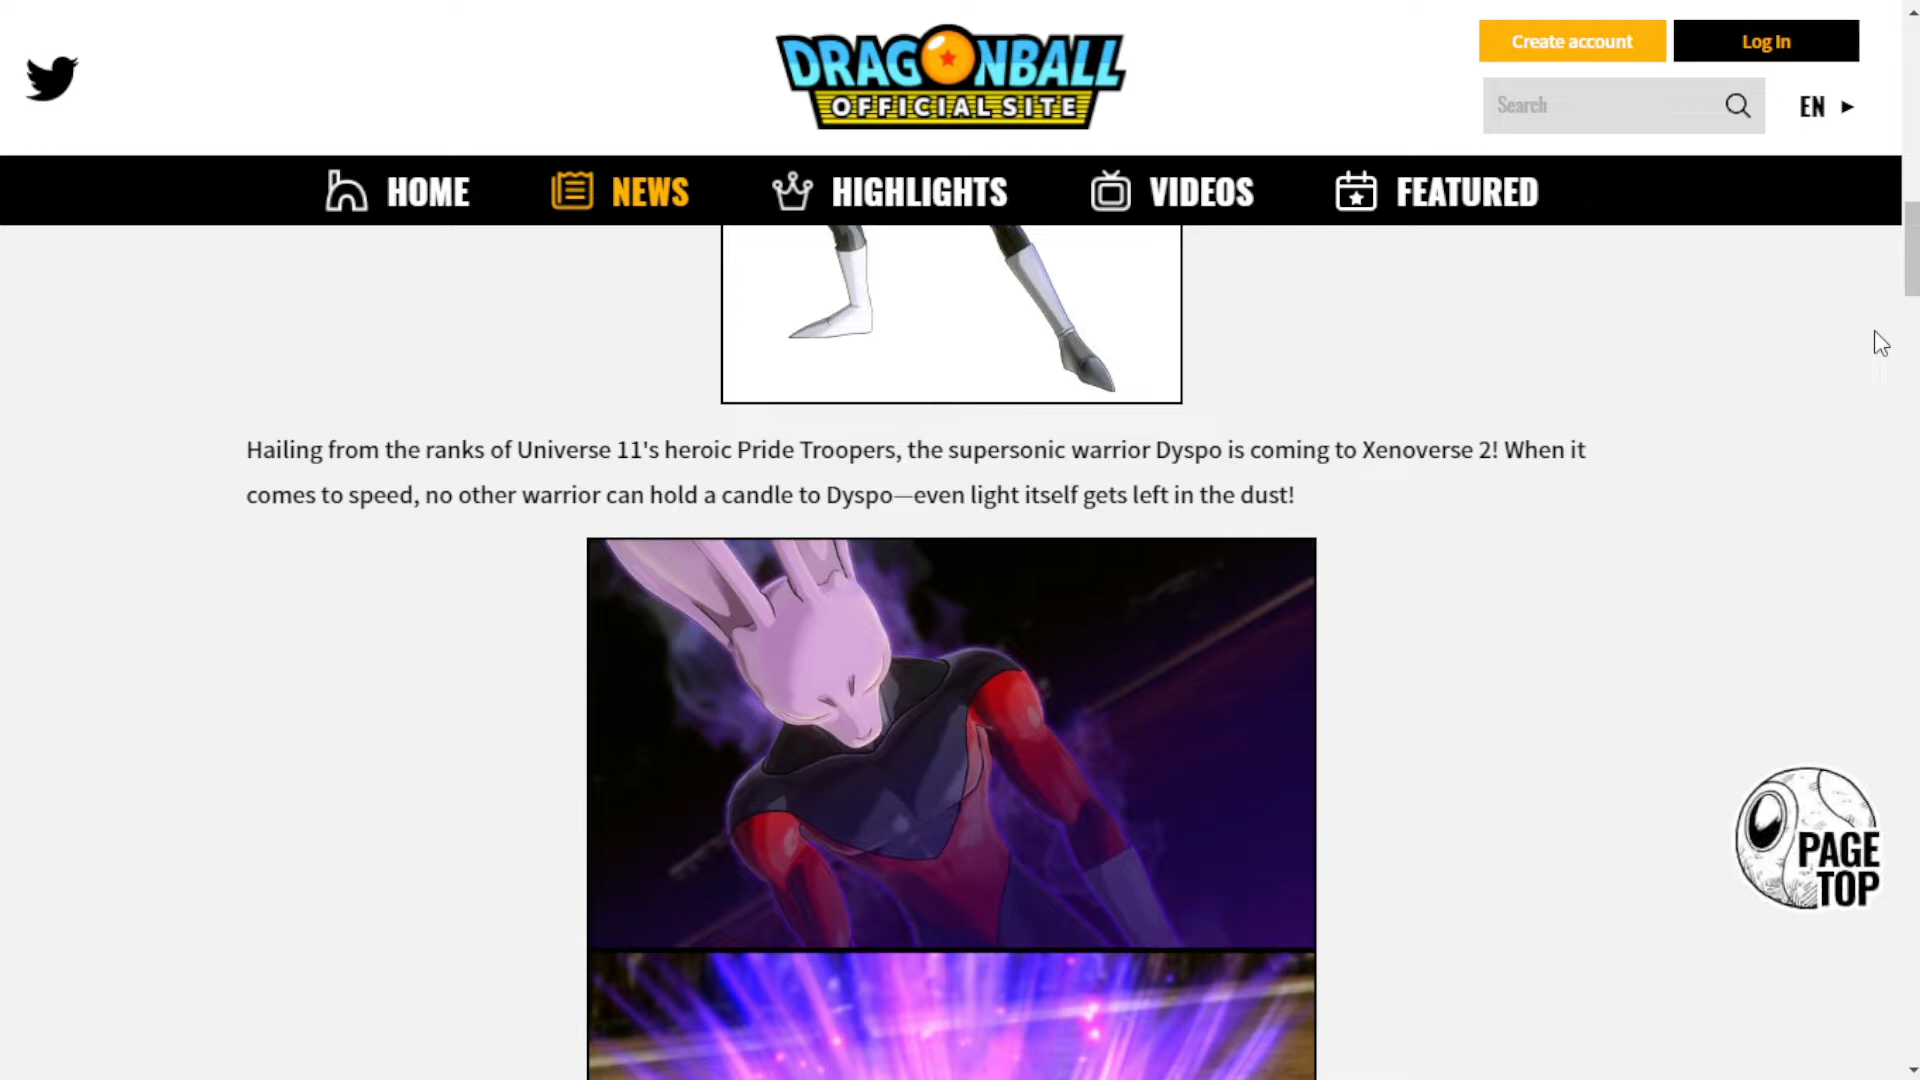 DRAGONBALL
OFFICIAL SITE
Create account
Log In
Search
EN
HOME
NEWS
HIGHLIGHTS
VIDEOS
FEATURED
Hailing from the ranks of Universe 11's heroic Pride Troopers, the supersonic warrior Dyspo is coming to Xenoverse 2! When it
comes to speed, no other warrior can hold a candle to Dyspo—even light itself gets left in the dust!
PAGE
TOP